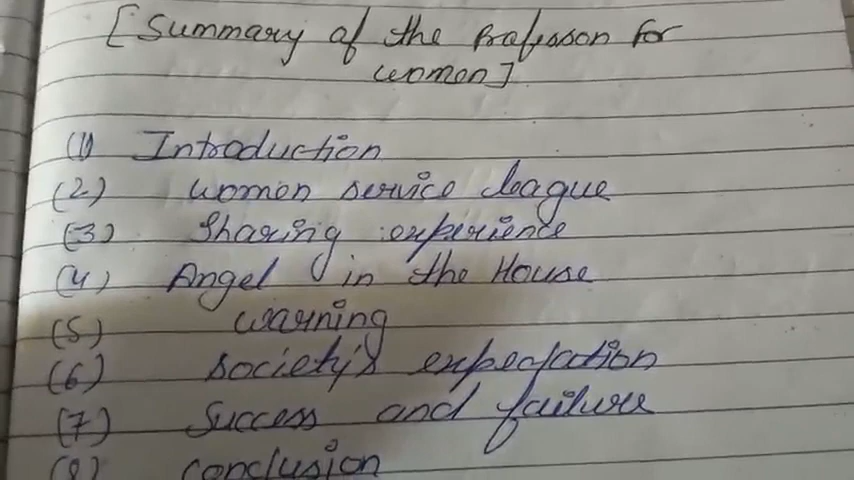 [Summary of the Profession for
women]
(1) Introduction
(2) women service league
(3) Sharing experience
(4) Angel in the House
(5) warning
(6) society's expectation
(7) Success and failure
(8) conclusion